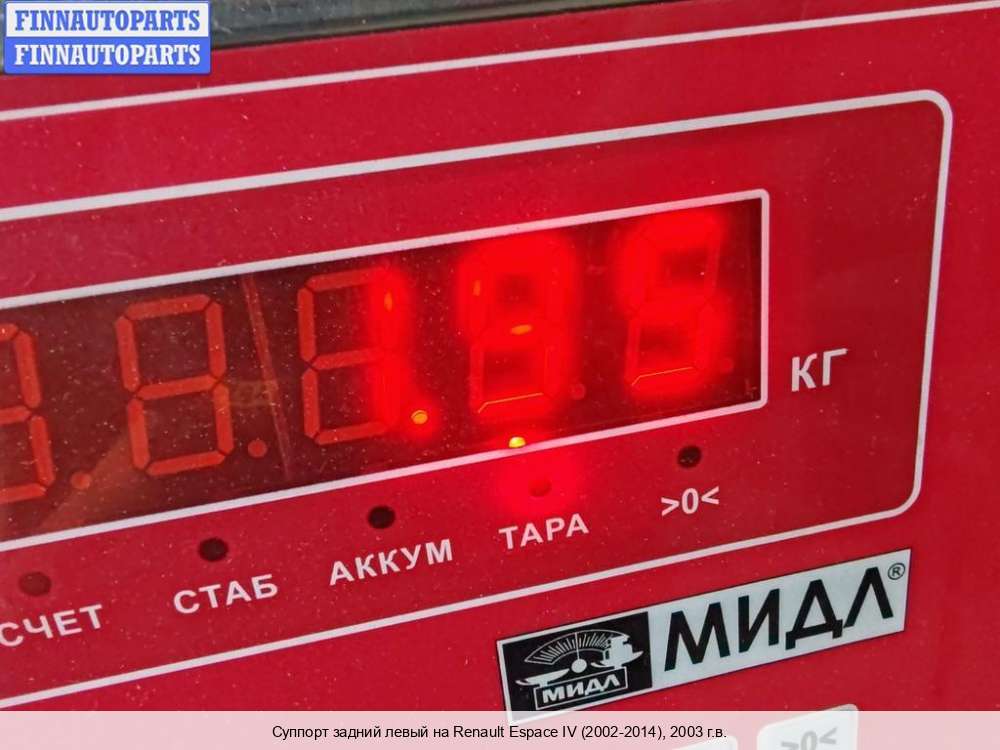 FINNAUTOPARTS
FINNAUTOPARTS
КГ
СЧЕТ
СТАБ
АККУМ
ТАРА
>0<
МИДЛ®
МИДЛ
>0<
Суппорт задний левый на Renault Espace IV (2002-2014), 2003 г.в.